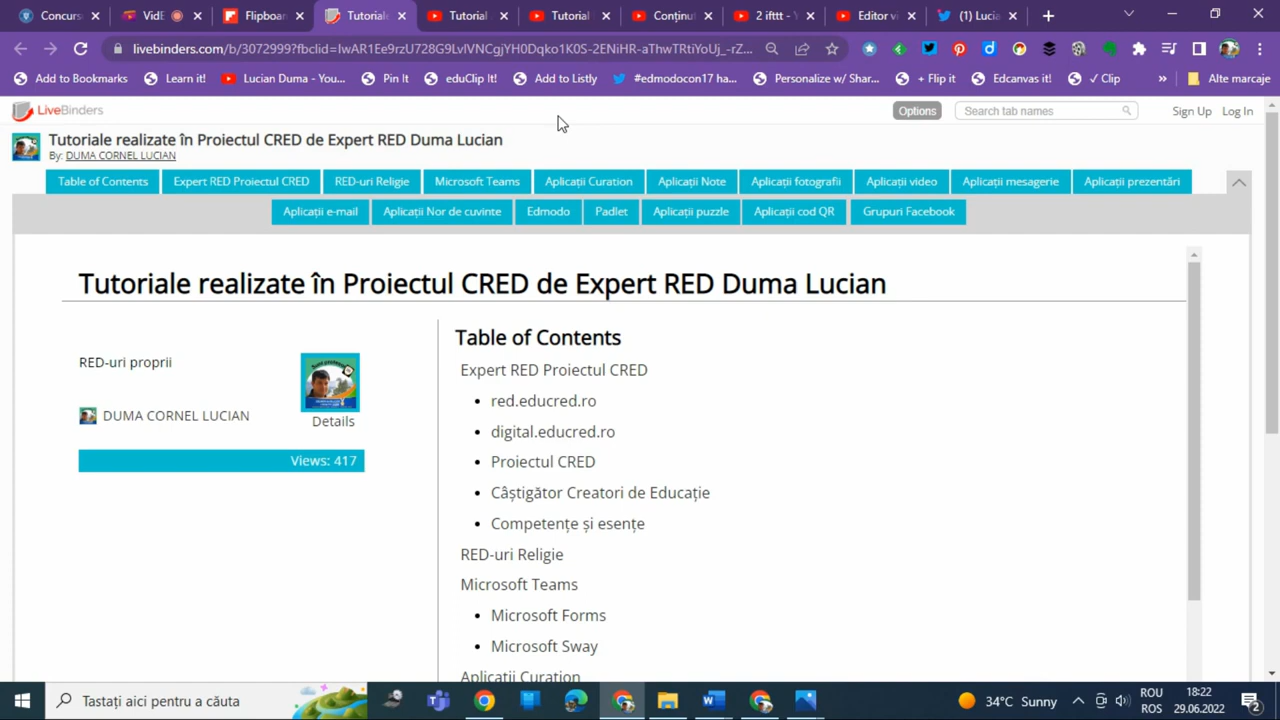 Concurs
VidE
Flipboar
Tutoriale
Tutorial
Tutorial
Conținut
2 ifttt - Y
Editor vi
(1) Lucia
livebinders.com/b/3072999?fbclid=IwAR1Ee9rzU728G9LvlVNCgjYH0Dqko1K0S-2ENiHR-aThwTRtiYoUj_-rZ...
Add to Bookmarks
Learn it!
Lucian Duma - You...
Pin It
eduClip It!
Add to Listly
#edmodocon17 ha...
Personalize w/ Shar...
+ Flip it
Edcanvas it!
✓ Clip
»
Alte marcaje
LiveBinders
Options
Search tab names
Sign Up
Log In
Tutoriale realizate în Proiectul CRED de Expert RED Duma Lucian
By: DUMA CORNEL LUCIAN
Table of Contents
Expert RED Proiectul CRED
RED-uri Religie
Microsoft Teams
Aplicații Curation
Aplicații Note
Aplicații fotografii
Aplicații video
Aplicații mesagerie
Aplicații prezentări
Aplicații e-mail
Aplicații Nor de cuvinte
Edmodo
Padlet
Aplicații puzzle
Aplicații cod QR
Grupuri Facebook
Tutoriale realizate în Proiectul CRED de Expert RED Duma Lucian
RED-uri proprii
DUMA CORNEL LUCIAN
Details
Views: 417
Table of Contents
Expert RED Proiectul CRED
• red.educred.ro
• digital.educred.ro
• Proiectul CRED
• Câștigător Creatori de Educație
• Competențe și esențe
RED-uri Religie
Microsoft Teams
• Microsoft Forms
• Microsoft Sway
Aplicații Curation
Tastați aici pentru a căuta
34°C Sunny
ROU
ROS
18:22
29.06.2022
2